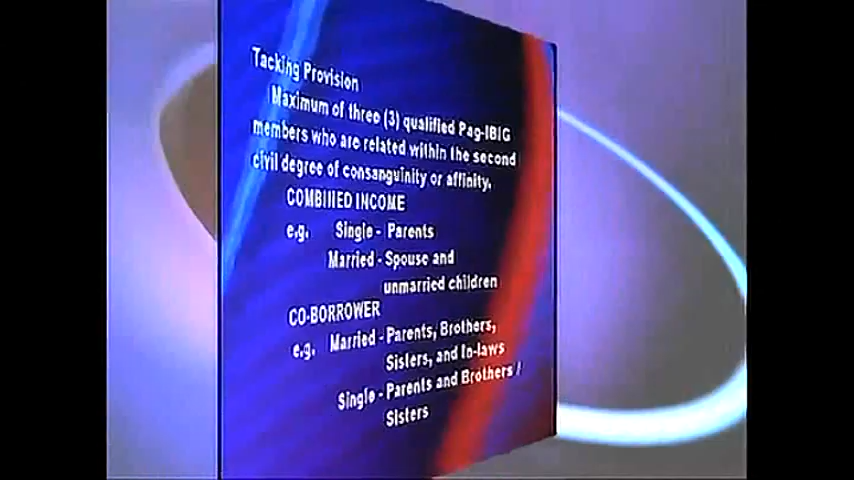 Tacking Provision
Maximum of three (3) qualified Pag-IBIG
members who are related within the second
civil degree of consanguinity or affinity.
COMBINED INCOME
e.g. Single - Parents
Married - Spouse and
unmarried children
CO-BORROWER
e.g. Married - Parents, Brothers,
Sisters, and In-laws
Single - Parents and Brothers /
Sisters